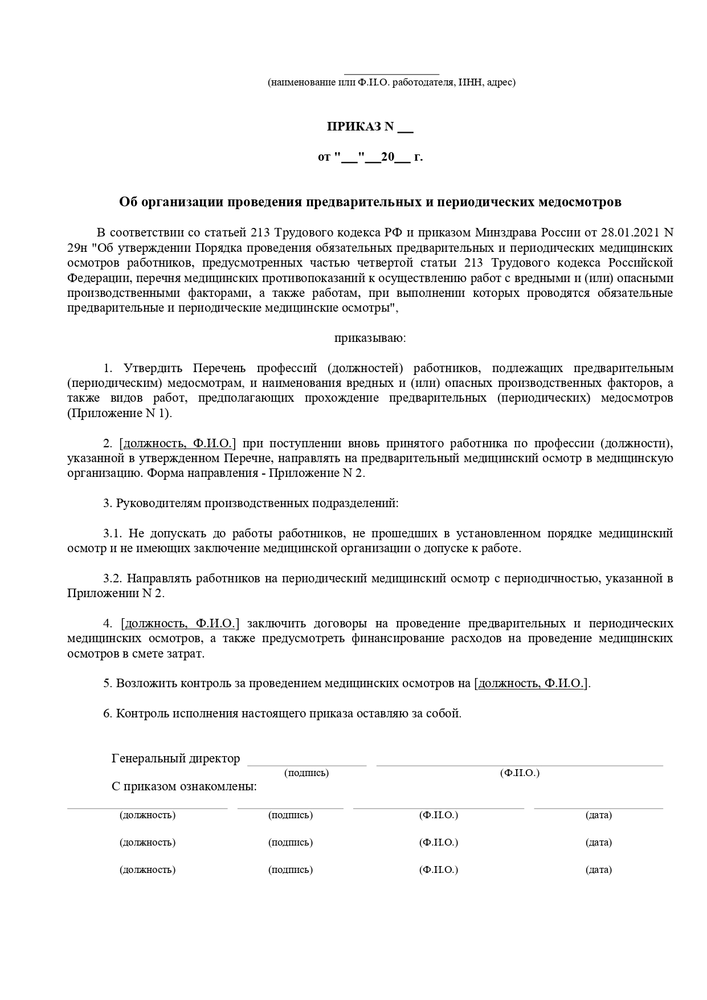 (наименование или Ф.И.О. работодателя, ИНН, адрес)
ПРИКАЗ N __
от "__"__20__ г.
Об организации проведения предварительных и периодических медосмотров
В соответствии со статьей 213 Трудового кодекса РФ и приказом Минздрава России от 28.01.2021 N
29н "Об утверждении Порядка проведения обязательных предварительных и периодических медицинских
осмотров работников, предусмотренных частью четвертой статьи 213 Трудового кодекса Российской
Федерации, перечня медицинских противопоказаний к осуществлению работ с вредными и (или) опасными
производственными факторами, а также работам, при выполнении которых проводятся обязательные
предварительные и периодические медицинские осмотры",
приказываю:
1. Утвердить Перечень профессий (должностей) работников, подлежащих предварительным
(периодическим) медосмотрам, и наименования вредных и (или) опасных производственных факторов, а
также видов работ, предполагающих прохождение предварительных (периодических) медосмотров
(Приложение N 1).
2. [должность, Ф.И.О.] при поступлении вновь принятого работника по профессии (должности),
указанной в утвержденном Перечне, направлять на предварительный медицинский осмотр в медицинскую
организацию. Форма направления - Приложение N 2.
3. Руководителям производственных подразделений:
3.1. Не допускать до работы работников, не прошедших в установленном порядке медицинский
осмотр и не имеющих заключение медицинской организации о допуске к работе.
3.2. Направлять работников на периодический медицинский осмотр с периодичностью, указанной в
Приложении N 2.
4. [должность, Ф.И.О.] заключить договоры на проведение предварительных и периодических
медицинских осмотров, а также предусмотреть финансирование расходов на проведение медицинских
осмотров в смете затрат.
5. Возложить контроль за проведением медицинских осмотров на [должность, Ф.И.О.].
6. Контроль исполнения настоящего приказа оставляю за собой.
Генеральный директор
(подпись) (Ф.И.О.)
С приказом ознакомлены:
(должность) (подпись) (Ф.И.О.) (дата)
(должность) (подпись) (Ф.И.О.) (дата)
(должность) (подпись) (Ф.И.О.) (дата)